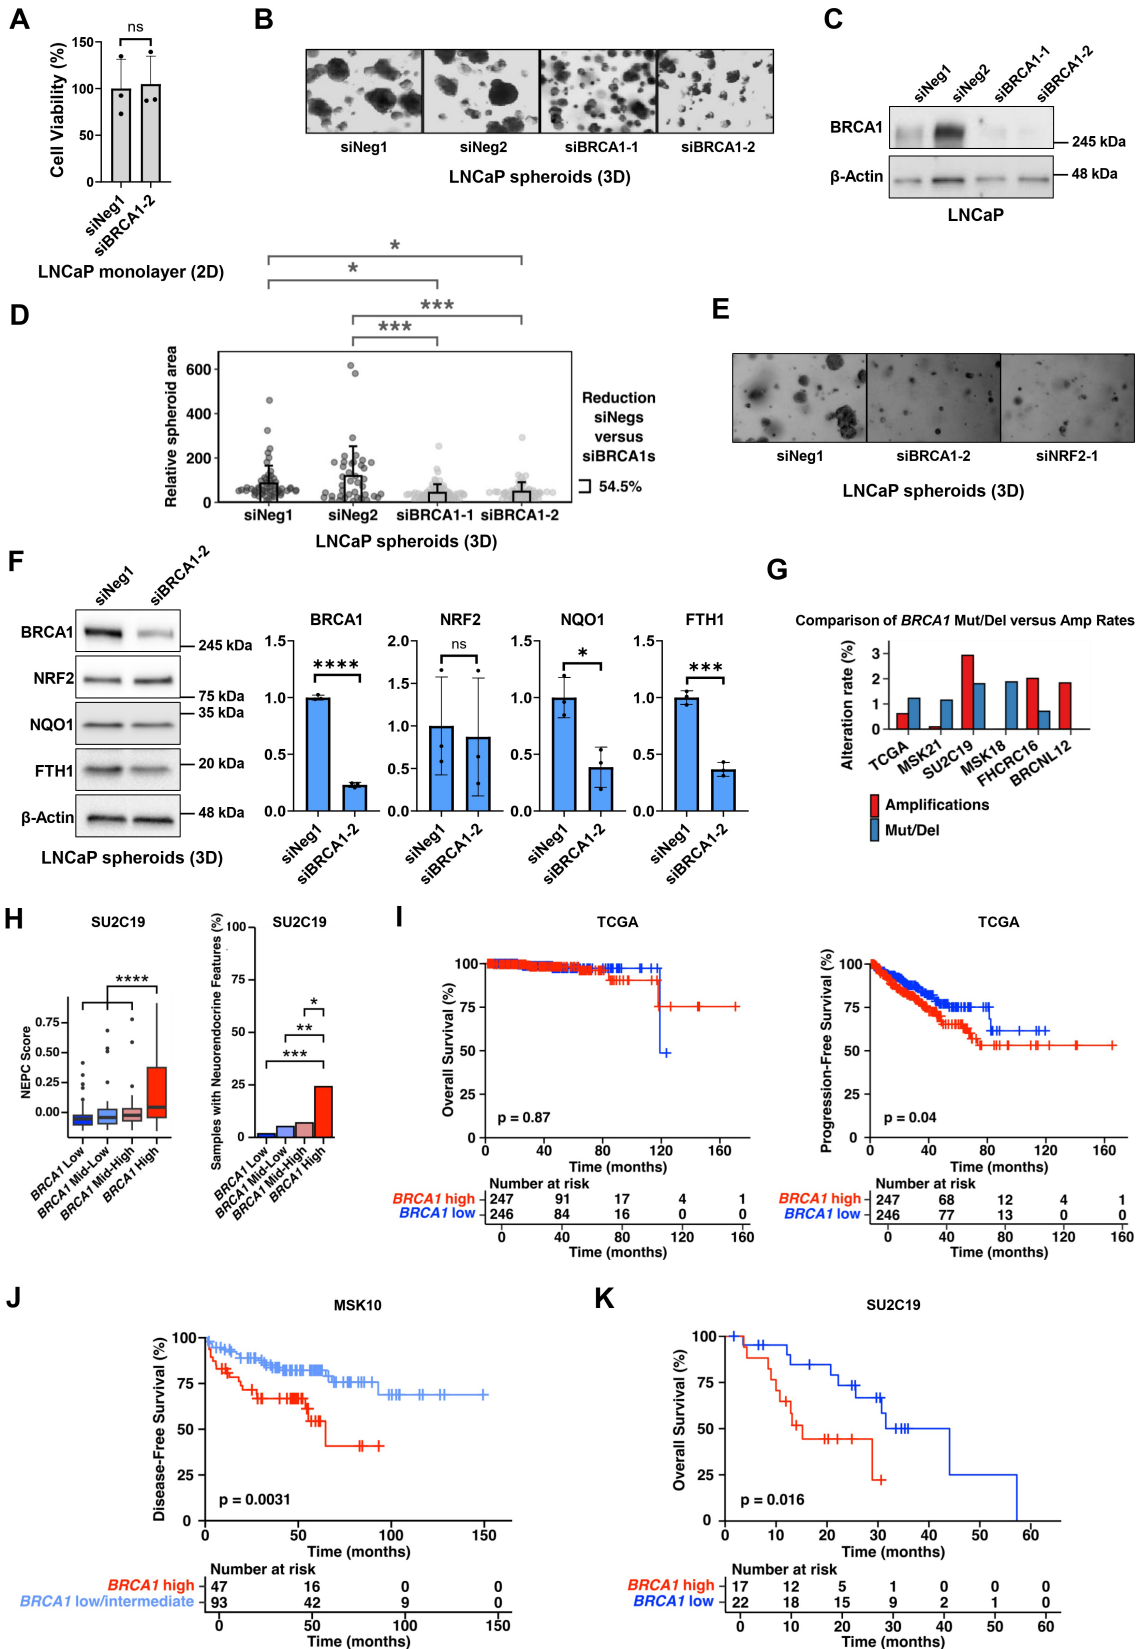 A
ns
150
100
50
0
Cell Viability (%)
siNeg1
siBRCA1-2
LNCaP monolayer (2D)
B
siNeg1
siNeg2
siBRCA1-1
siBRCA1-2
LNCaP spheroids (3D)
C
siNeg1
siNeg2
siBRCA1-1
siBRCA1-2
BRCA1
245 kDa
β-Actin
48 kDa
LNCaP
D
*
*
***
***
Relative spheroid area
600
400
200
0
siNeg1
siNeg2
siBRCA1-1
siBRCA1-2
LNCaP spheroids (3D)
Reduction
siNegs
versus
siBRCA1s
54.5%
E
siNeg1
siBRCA1-2
siNRF2-1
LNCaP spheroids (3D)
F
siNeg1
siBRCA1-2
BRCA1
245 kDa
NRF2
75 kDa
NQO1
35 kDa
FTH1
20 kDa
β-Actin
48 kDa
LNCaP spheroids (3D)
BRCA1
1.5
1.0
0.5
0.0
****
siNeg1
siBRCA1-2
NRF2
2.0
1.5
1.0
0.5
0.0
ns
siNeg1
siBRCA1-2
NQO1
1.5
1.0
0.5
0.0
*
siNeg1
siBRCA1-2
FTH1
1.5
1.0
0.5
0.0
***
siNeg1
siBRCA1-2
G
Comparison of BRCA1 Mut/Del versus Amp Rates
Alteration rate (%)
3
2
1
0
TCGA
MSK21
SU2C19
MSK18
FHCRC16
BRCNL12
Amplifications
Mut/Del
H
SU2C19
****
NEPC Score
0.75
0.50
0.25
0.00
BRCA1 Low
BRCA1 Mid-Low
BRCA1 Mid-High
BRCA1 High
SU2C19
Samples with Neuorendocrine Features (%)
100
75
50
25
0
*
**
***
BRCA1 Low
BRCA1 Mid-Low
BRCA1 Mid-High
BRCA1 High
I
TCGA
Overall Survival (%)
100
75
50
25
0
p = 0.87
0 40 80 120 160
Time (months)
Number at risk
BRCA1 high 247 91 17 4 1
BRCA1 low 246 84 16 0 0
0 40 80 120 160
Time (months)
TCGA
Progression-Free Survival (%)
100
75
50
25
0
p = 0.04
0 40 80 120 160
Time (months)
Number at risk
BRCA1 high 247 68 12 4 1
BRCA1 low 246 77 13 0 0
0 40 80 120 160
Time (months)
J
MSK10
Disease-Free Survival (%)
100
75
50
25
0
p = 0.0031
0 50 100 150
Time (months)
Number at risk
BRCA1 high 47 16 0 0
BRCA1 low/intermediate 93 42 9 0
0 50 100 150
Time (months)
K
SU2C19
Overall Survival (%)
100
75
50
25
0
p = 0.016
0 10 20 30 40 50 60
Time (months)
Number at risk
BRCA1 high 17 12 5 1 0 0 0
BRCA1 low 22 18 15 9 2 1 0
0 10 20 30 40 50 60
Time (months)